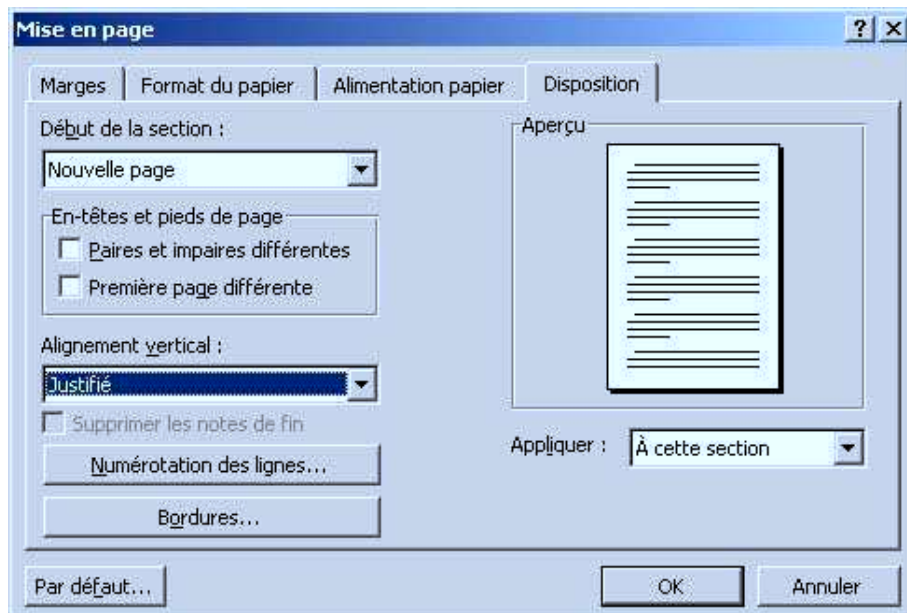 Mise en page
Marges Format du papier Alimentation papier Disposition
Début de la section :
Nouvelle page
En-têtes et pieds de page
Paires et impaires différentes
Première page différente
Alignement vertical :
Justifié
Supprimer les notes de fin
Numérotation des lignes...
Bordures...
Aperçu
Appliquer : À cette section
Par défaut... OK Annuler